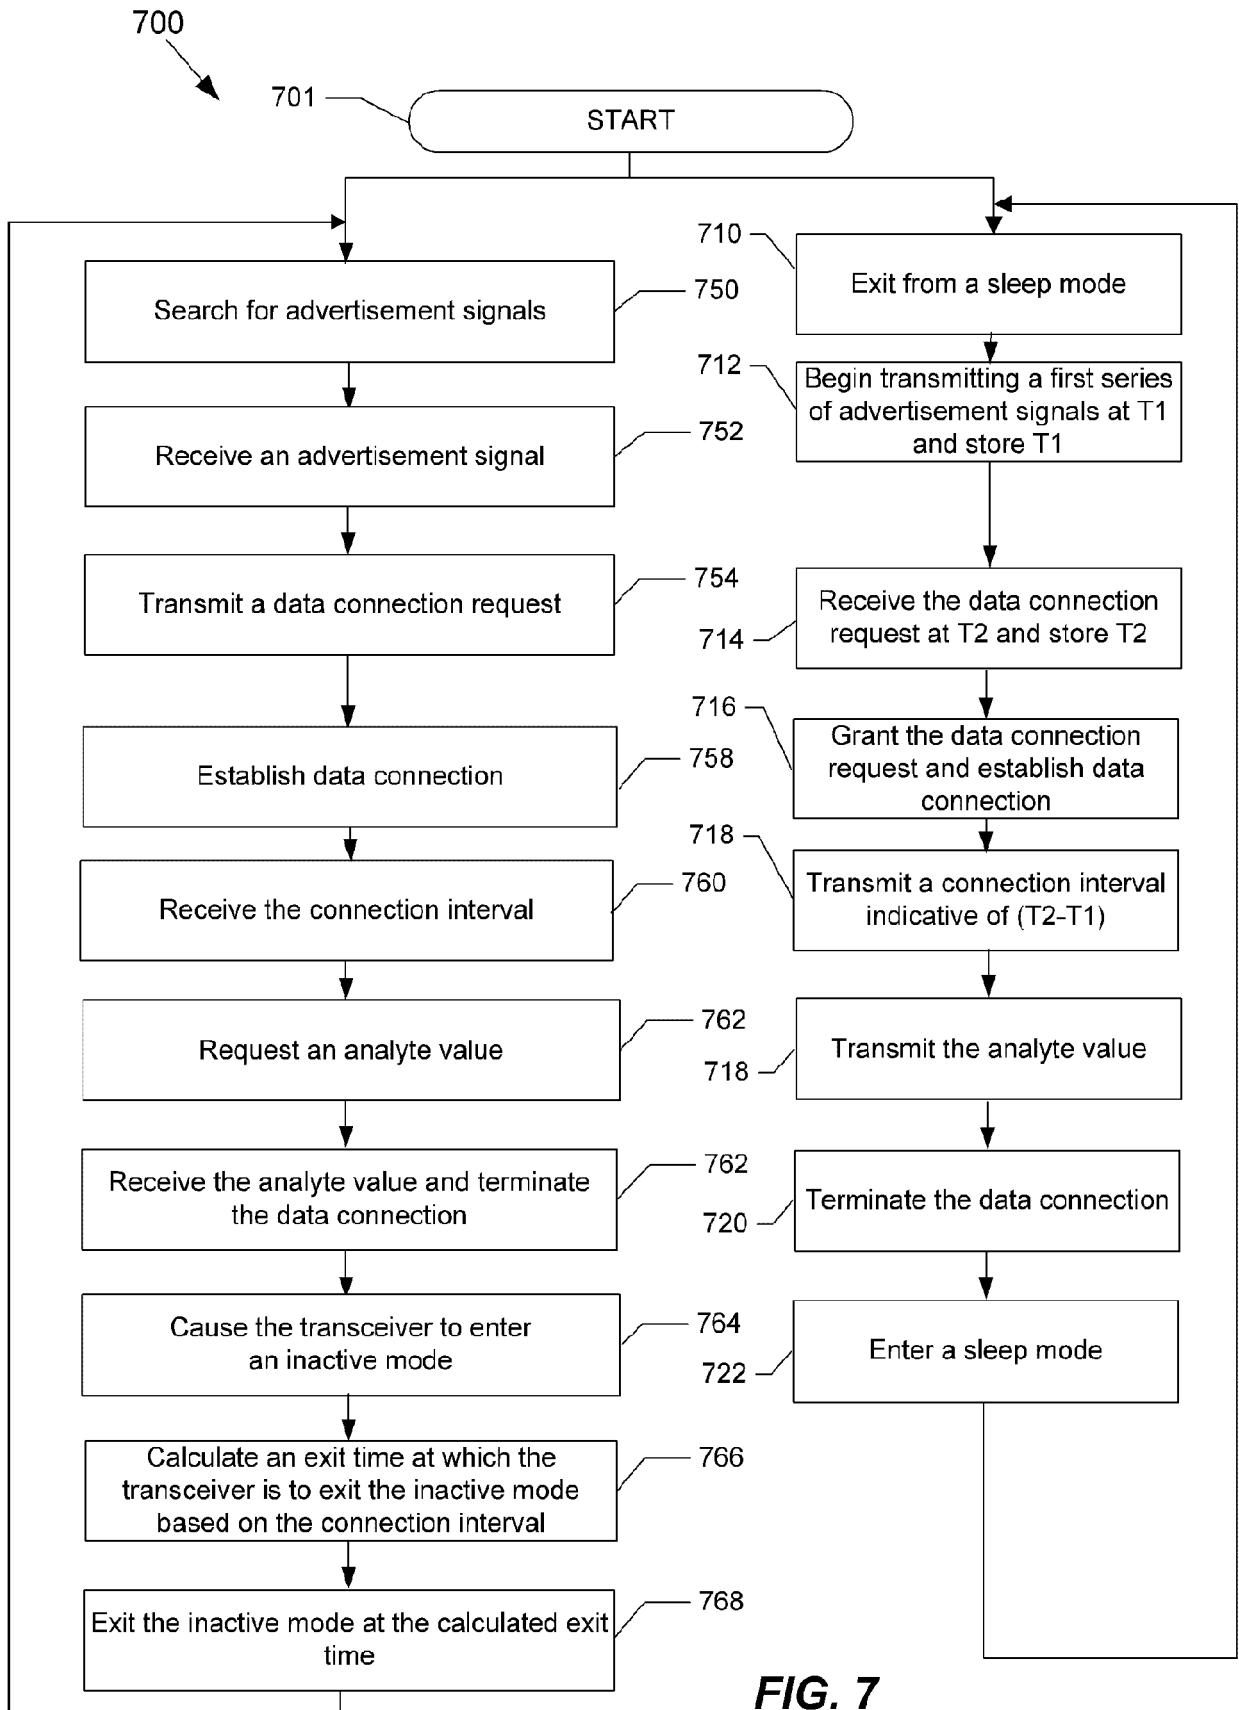 700
701
START
Search for advertisement signals
750
Receive an advertisement signal
752
Transmit a data connection request
754
Establish data connection
758
Receive the connection interval
760
Request an analyte value
762
Receive the analyte value and terminate
the data connection
762
Cause the transceiver to enter
an inactive mode
764
Calculate an exit time at which the
transceiver is to exit the inactive mode
based on the connection interval
766
Exit the inactive mode at the calculated exit
time
768
710
Exit from a sleep mode
712
Begin transmitting a first series
of advertisement signals at T1
and store T1
Receive the data connection
request at T2 and store T2
714
716
Grant the data connection
request and establish data
connection
718
Transmit a connection interval
indicative of (T2-T1)
Transmit the analyte value
718
Terminate the data connection
720
Enter a sleep mode
722
FIG. 7